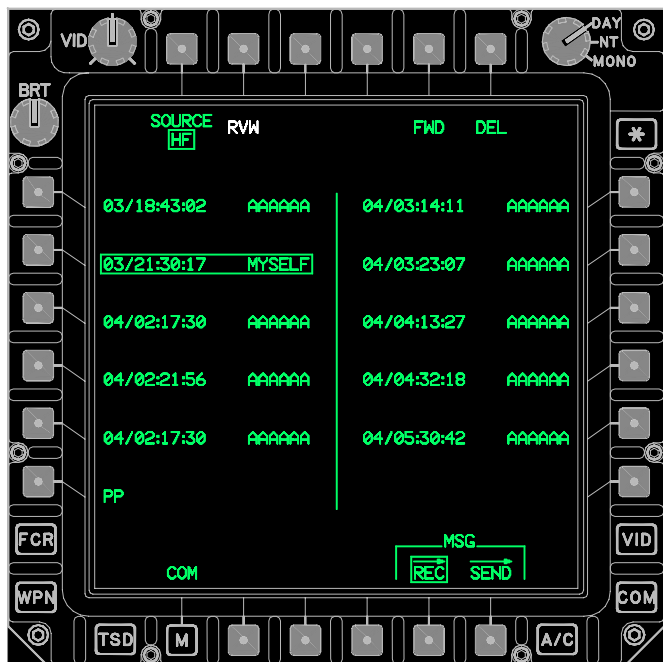 VID
DAY
NT
MONO
BRT
SOURCE RVW FWD DEL
HF
*
03/18:43:02 AAAAAA 04/03:14:11 AAAAAA
03/21:30:17 MYSELF 04/03:23:07 AAAAAA
04/02:17:30 AAAAAA 04/04:13:27 AAAAAA
04/02:21:56 AAAAAA 04/04:32:18 AAAAAA
04/02:17:30 AAAAAA 04/05:30:42 AAAAAA
PP
FCR VID
MSG
COM REC SEND
WPN COM
TSD M A/C